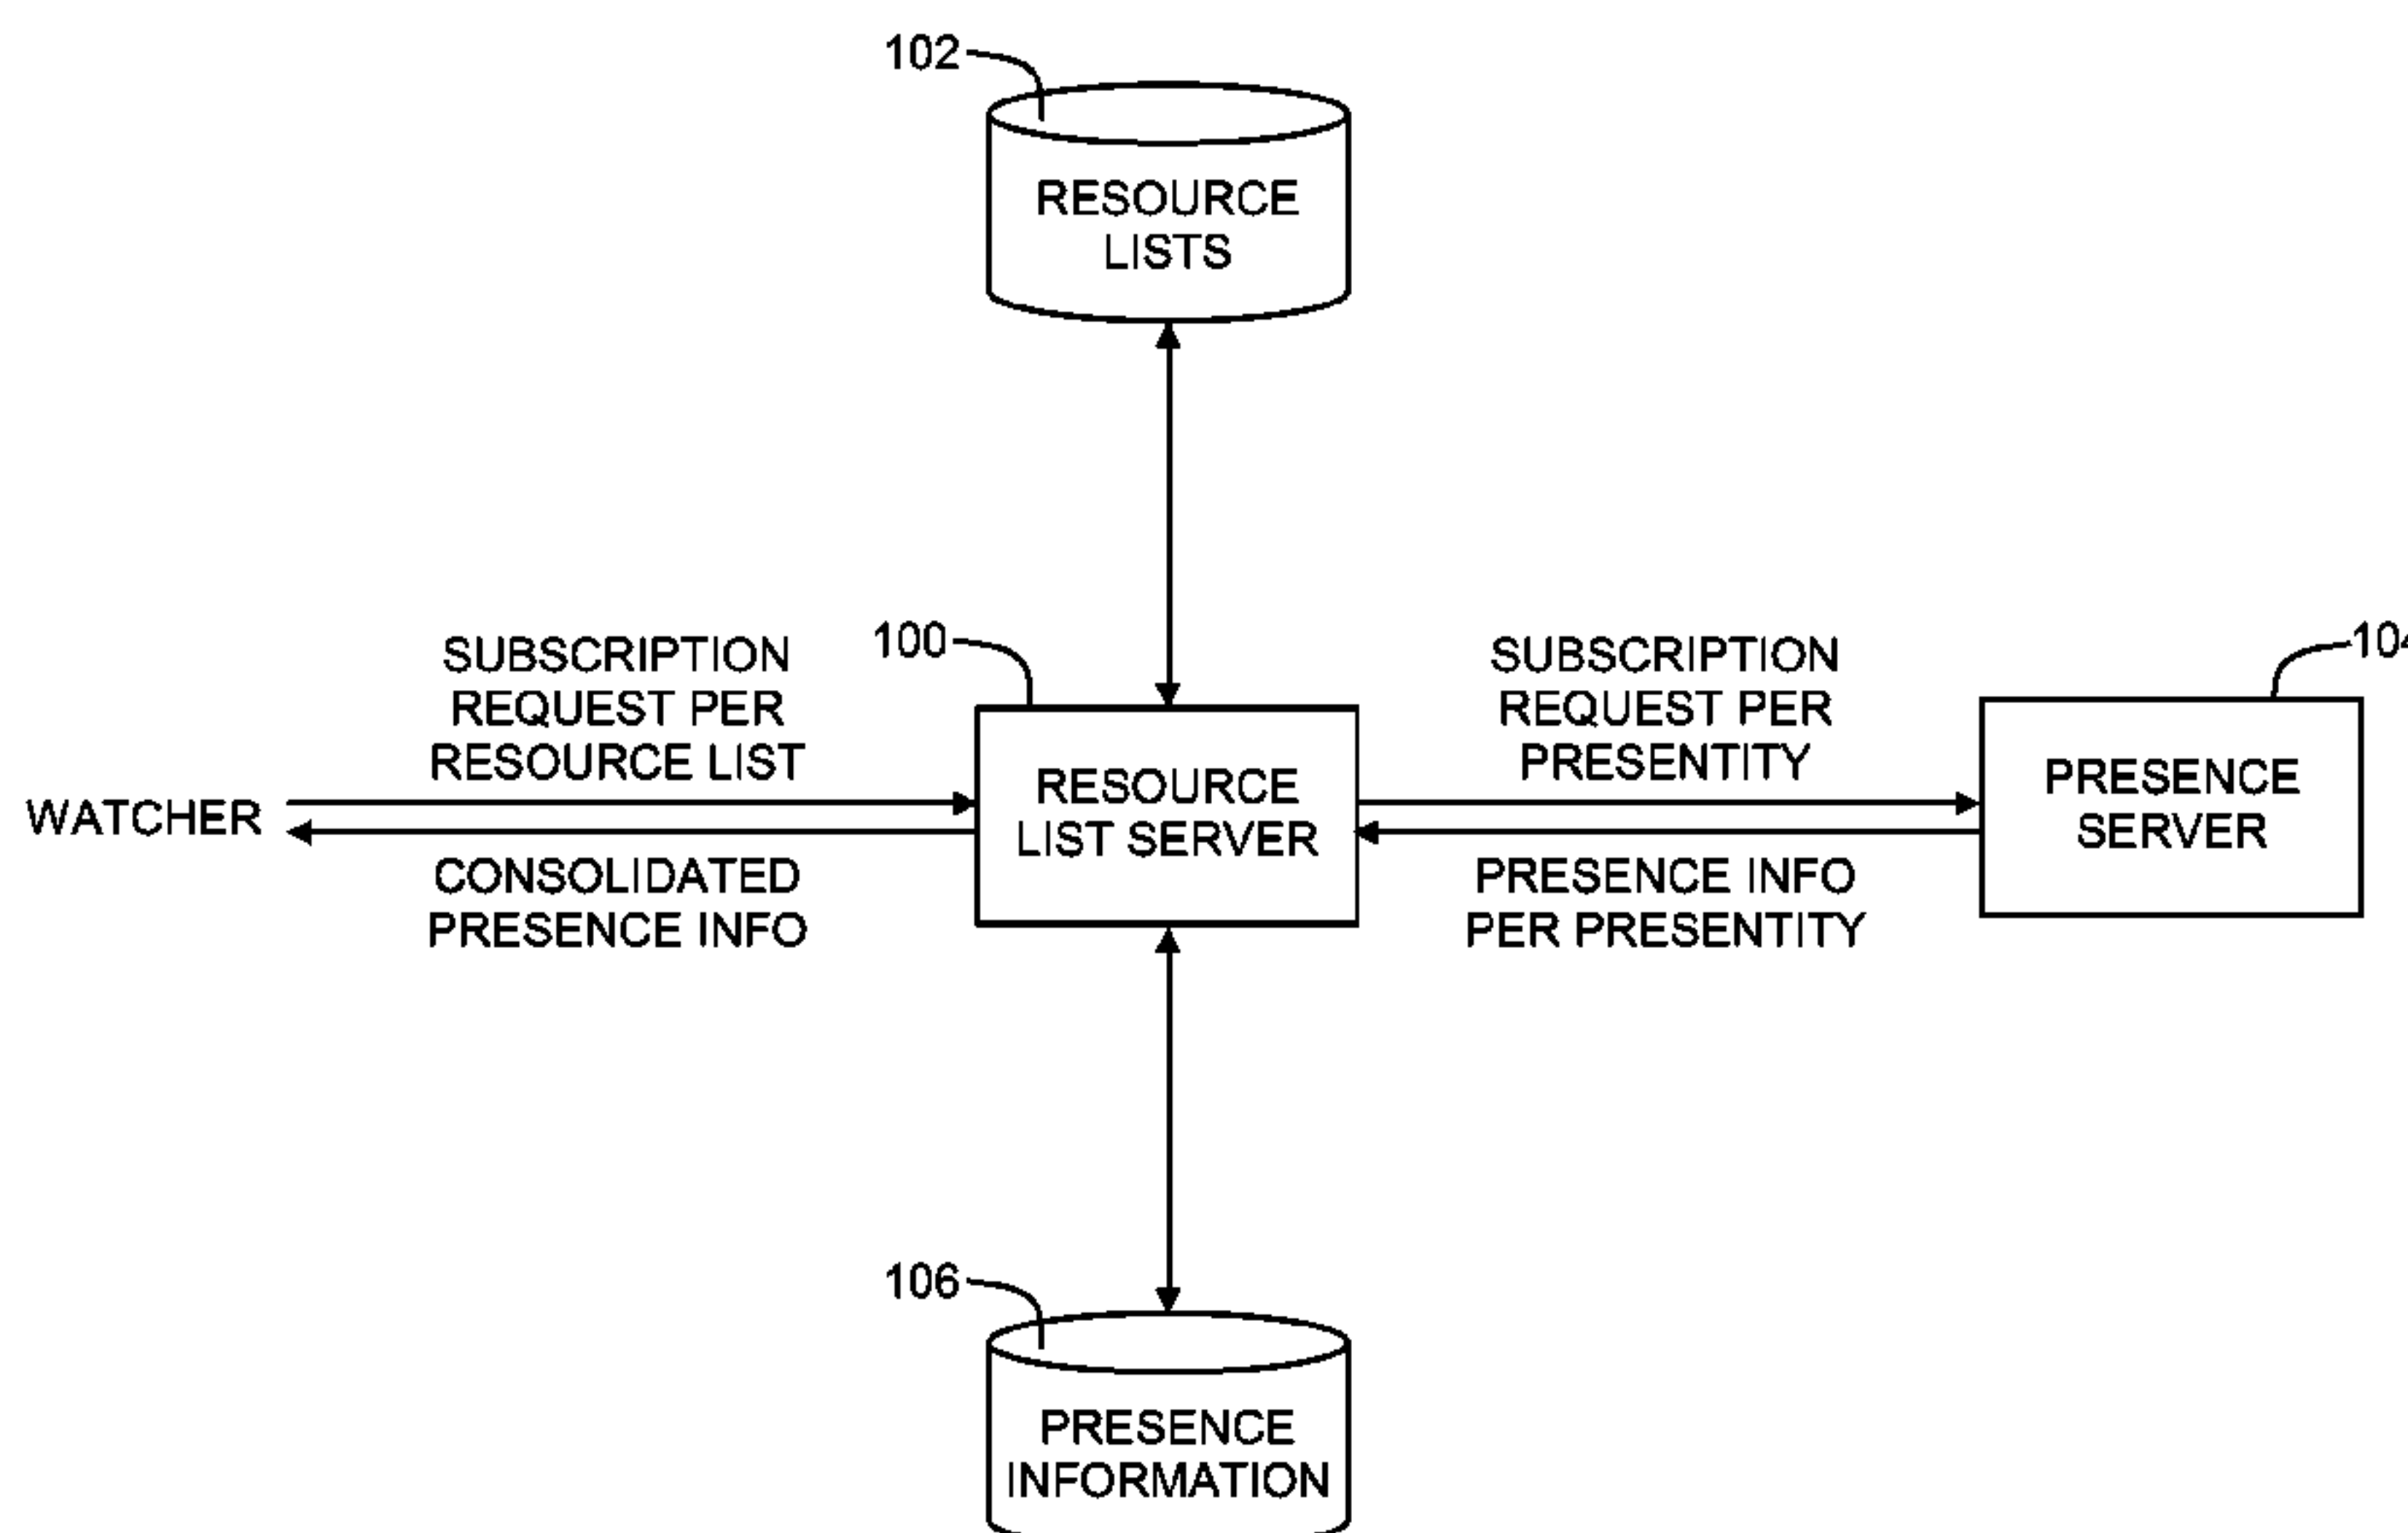 102
RESOURCE
LISTS
SUBSCRIPTION
REQUEST PER
RESOURCE LIST
100
SUBSCRIPTION
REQUEST PER
PRESENTITY
104
WATCHER
RESOURCE
LIST SERVER
PRESENCE
SERVER
CONSOLIDATED
PRESENCE INFO
PRESENCE INFO
PER PRESENTITY
106
PRESENCE
INFORMATION